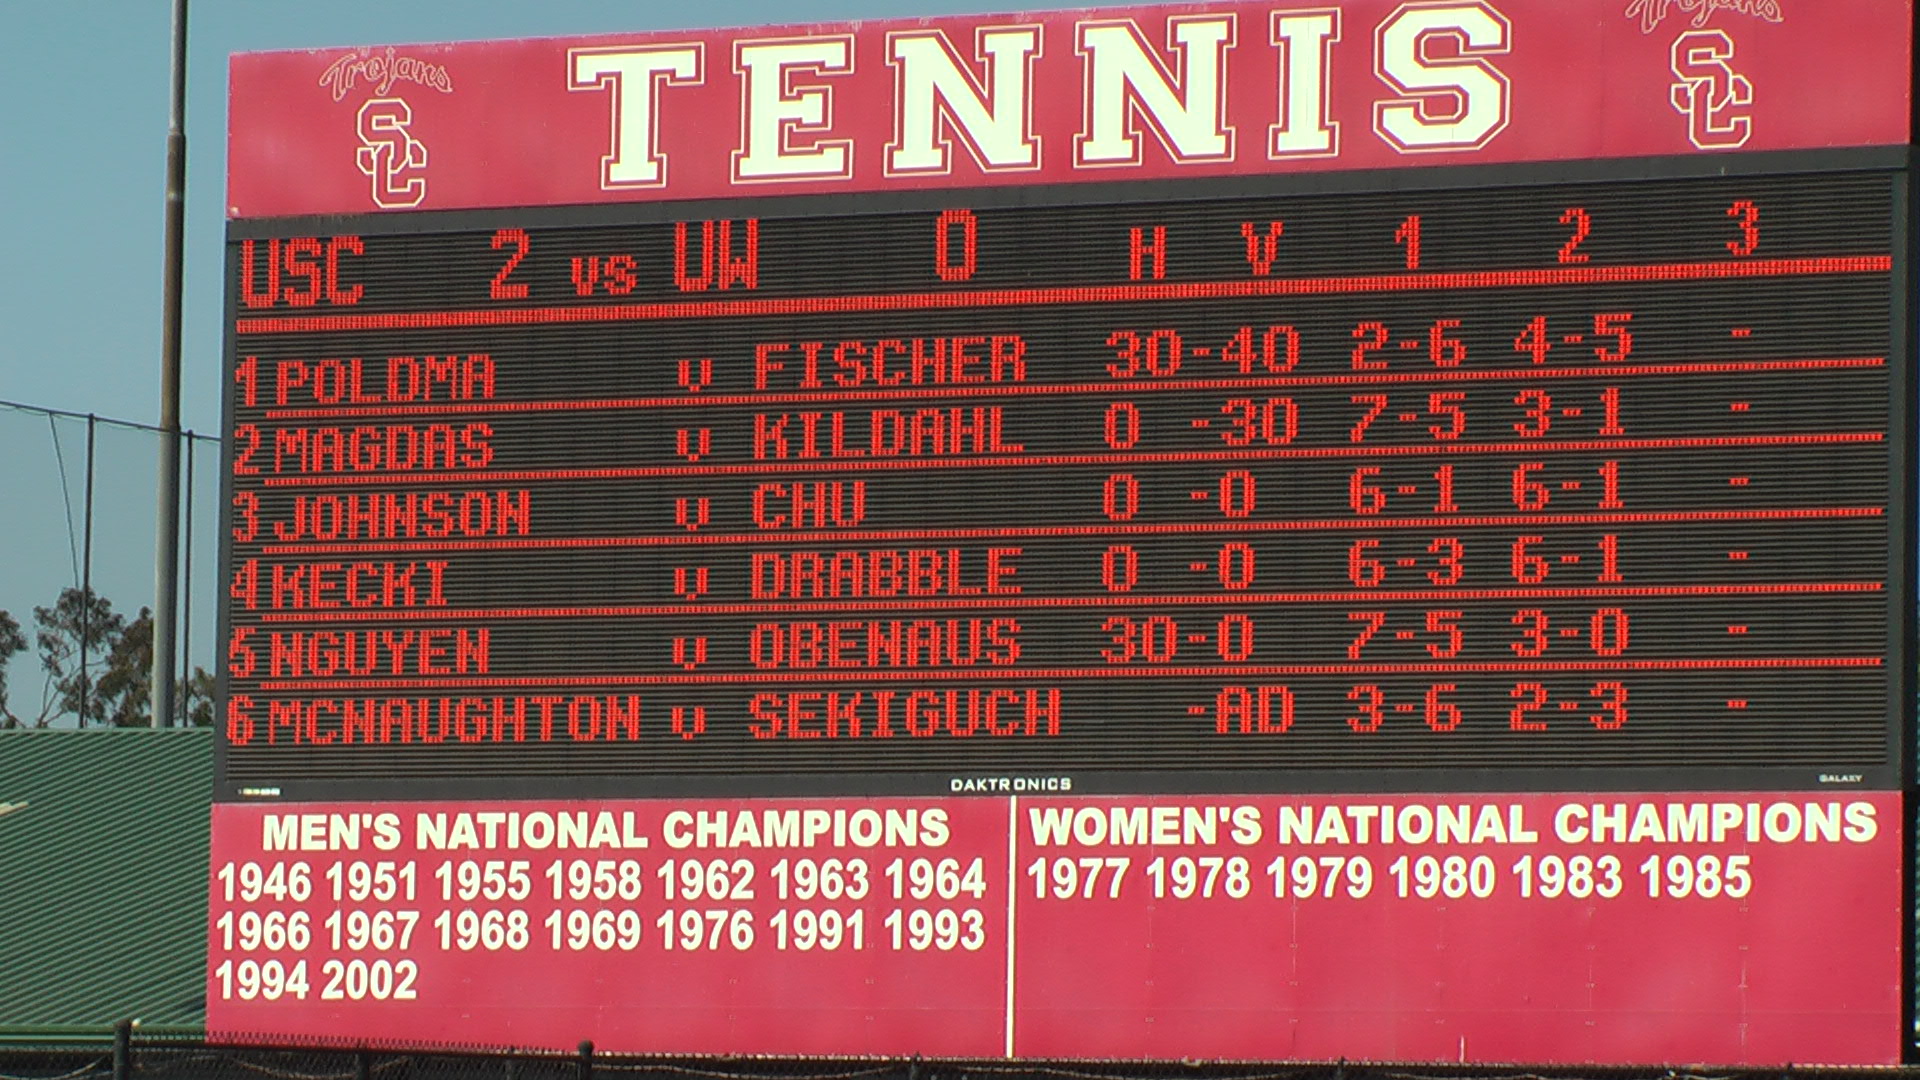 Trojans TENNIS Trojans
SC SC
USC 2 vs UW 0 H V 1 2 3
1 POLDMA v FISCHER 30-40 2-6 4-5 -
2 MAGDAS v KILDAHL 0 -30 7-5 3-1 -
3 JOHNSON v CHU 0 -0 6-1 6-1 -
4 KECKI v DRABBLE 0 -0 6-3 6-1 -
5 NGUYEN v OBENAUS 30-0 7-5 3-0 -
6 MCNAUGHTON v SEKIGUCH -AD 3-6 2-3 -
DAKTRONICS GALAXY
MEN'S NATIONAL CHAMPIONS
1946 1951 1955 1958 1962 1963 1964
1966 1967 1968 1969 1976 1991 1993
1994 2002
WOMEN'S NATIONAL CHAMPIONS
1977 1978 1979 1980 1983 1985